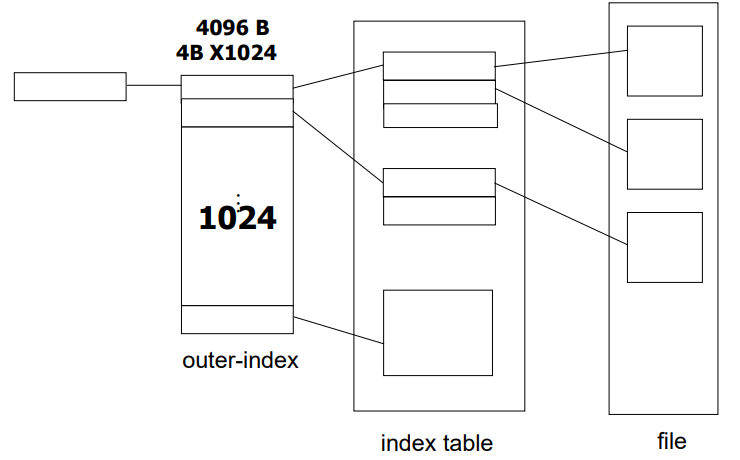 4096 B
4B X1024
⋮
1024
outer-index
index table
file